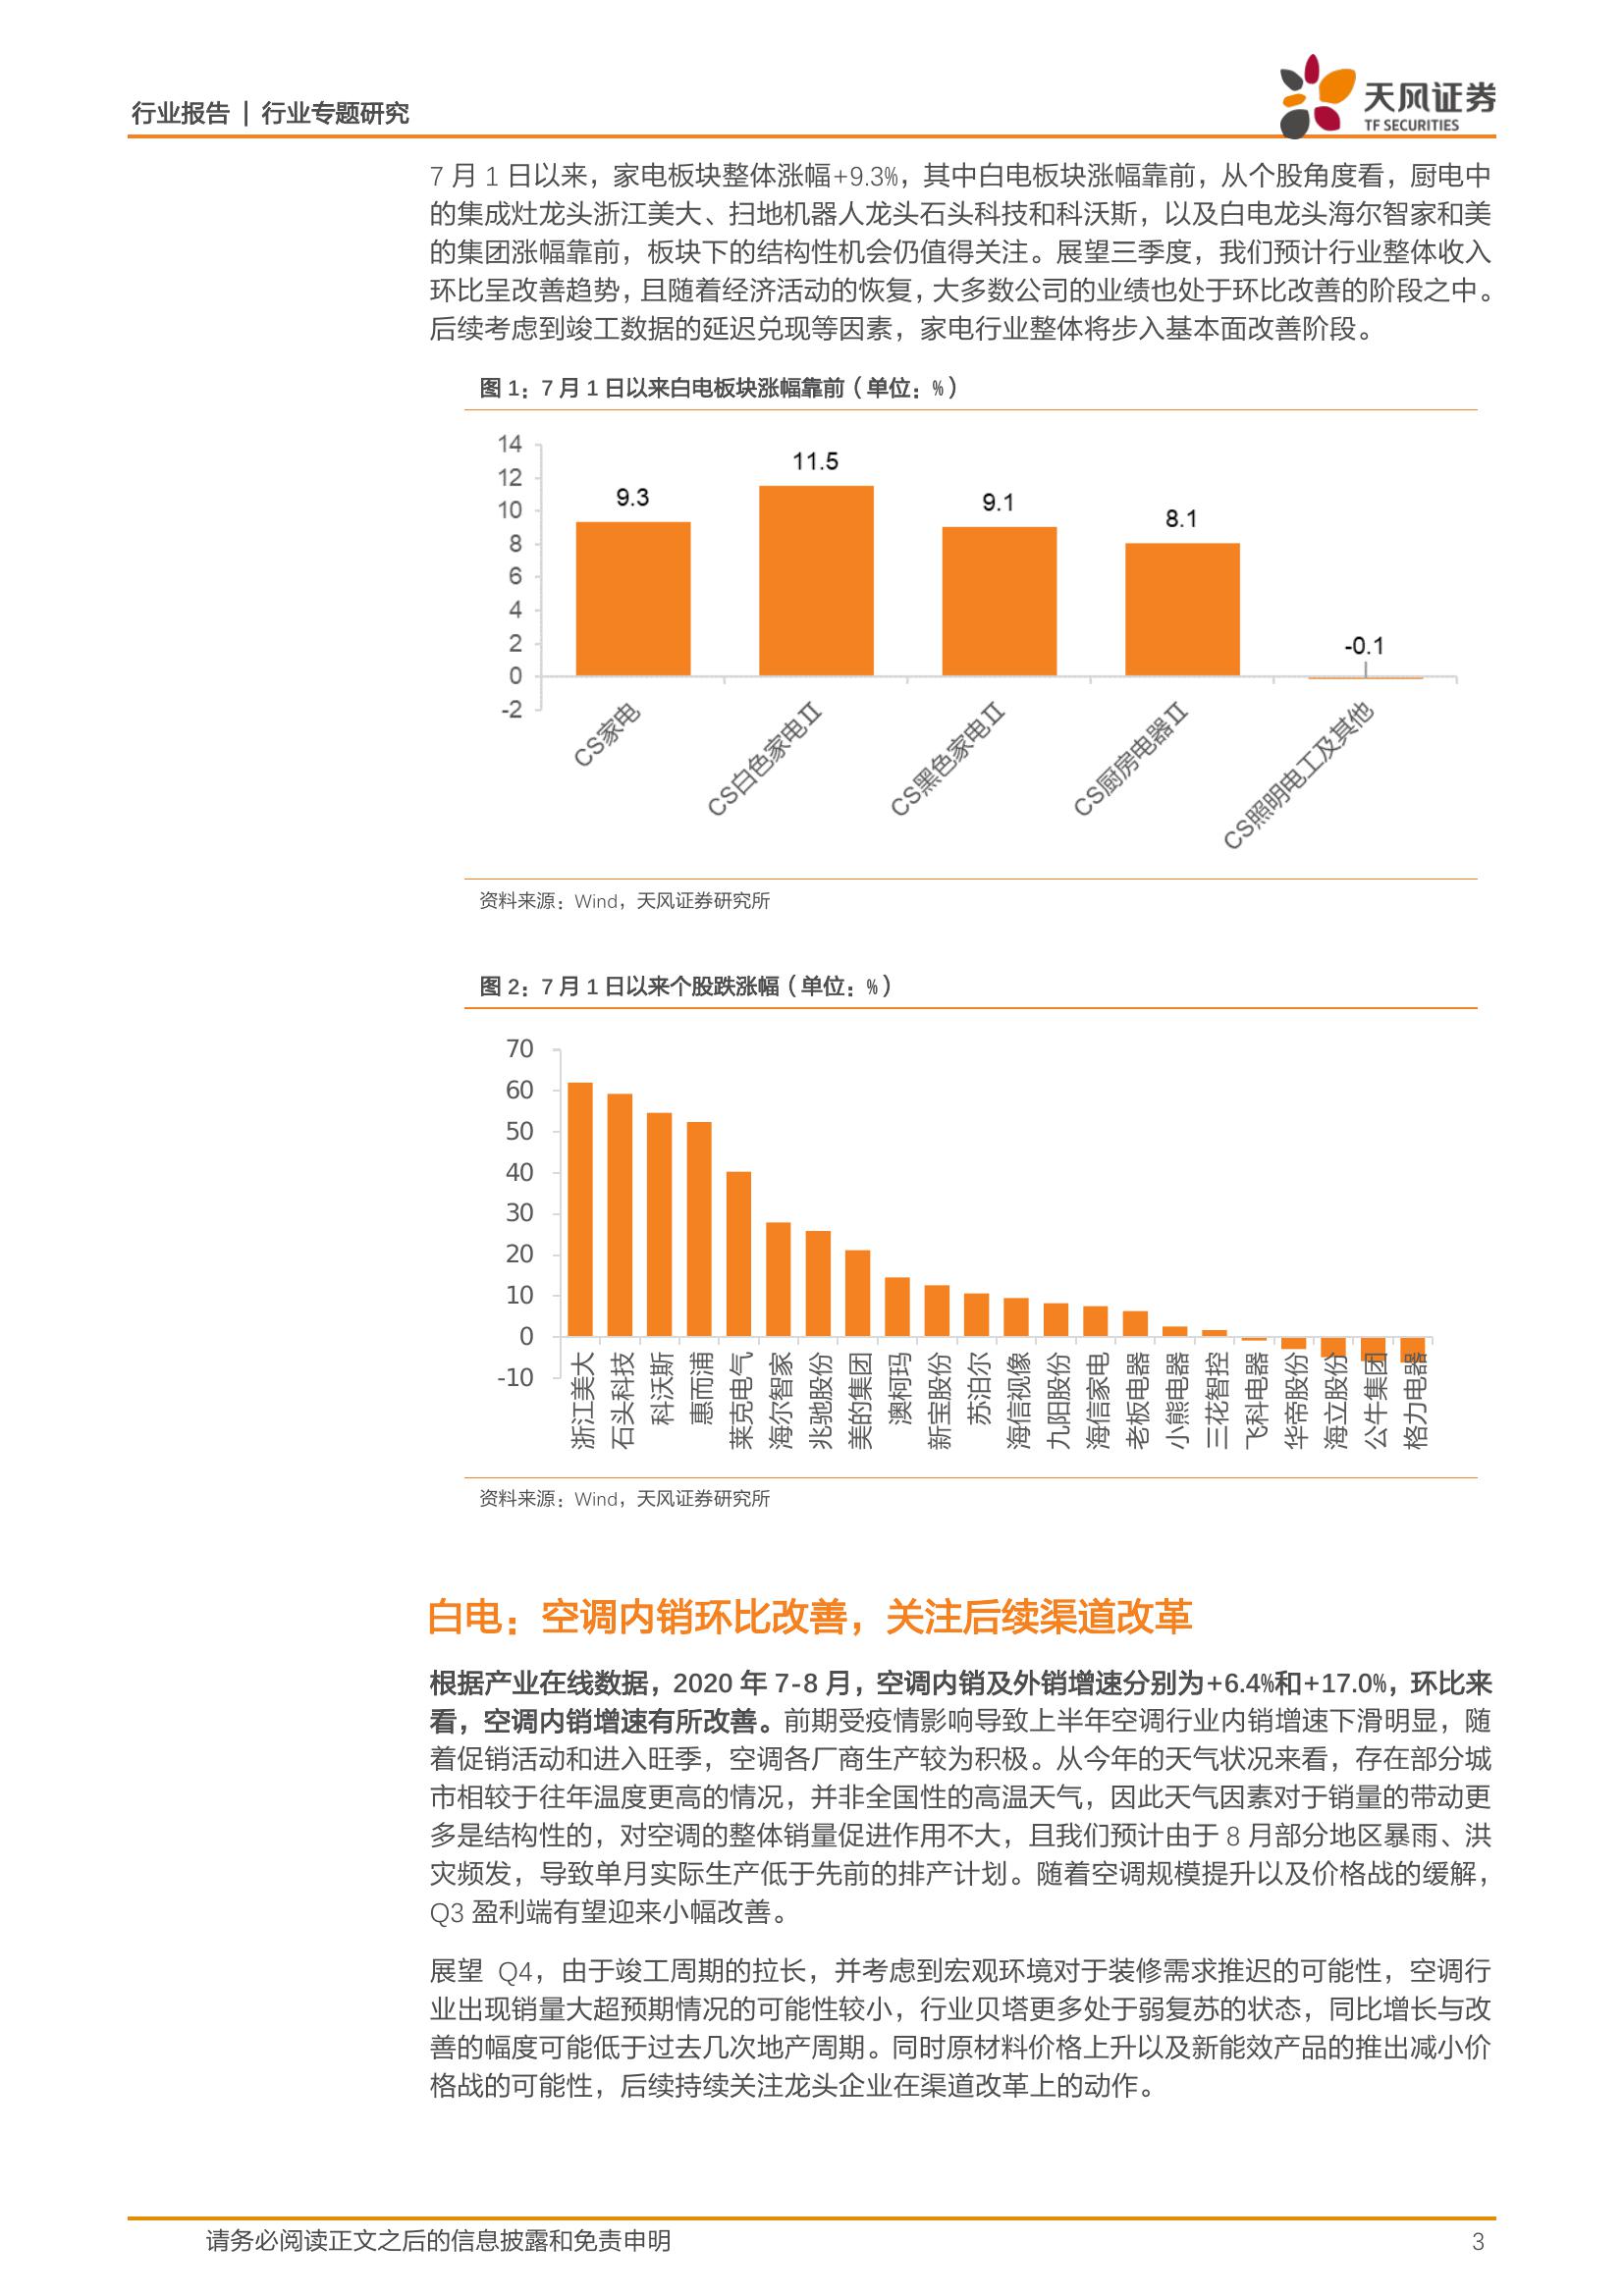 行业报告 | 行业专题研究
天风证券
TF SECURITIES
7 月 1 日以来，家电板块整体涨幅+9.3%，其中白电板块涨幅靠前，从个股角度看，厨电中
的集成灶龙头浙江美大、扫地机器人龙头石头科技和科沃斯，以及白电龙头海尔智家和美
的集团涨幅靠前，板块下的结构性机会仍值得关注。展望三季度，我们预计行业整体收入
环比呈改善趋势，且随着经济活动的恢复，大多数公司的业绩也处于环比改善的阶段之中。
后续考虑到竣工数据的延迟兑现等因素，家电行业整体将步入基本面改善阶段。
图 1：7 月 1 日以来白电板块涨幅靠前（单位：%）
14
12
10
8
6
4
2
0
-2
9.3
11.5
9.1
8.1
-0.1
CS家电
CS白色家电Ⅱ
CS黑色家电Ⅱ
CS厨房电器Ⅱ
CS照明电工及其他
资料来源：Wind，天风证券研究所
图 2：7 月 1 日以来个股跌涨幅（单位：%）
70
60
50
40
30
20
10
0
-10
浙江美大
石头科技
科沃斯
惠而浦
莱克电气
海尔智家
兆驰股份
美的集团
澳柯玛
新宝股份
苏泊尔
海信视像
九阳股份
海信家电
老板电器
小熊电器
三花智控
飞科电器
华帝股份
海立股份
公牛集团
格力电器
资料来源：Wind，天风证券研究所
白电：空调内销环比改善，关注后续渠道改革
根据产业在线数据，2020 年 7-8 月，空调内销及外销增速分别为+6.4%和+17.0%，环比来
看，空调内销增速有所改善。前期受疫情影响导致上半年空调行业内销增速下滑明显，随
着促销活动和进入旺季，空调各厂商生产较为积极。从今年的天气状况来看，存在部分城
市相较于往年温度更高的情况，并非全国性的高温天气，因此天气因素对于销量的带动更
多是结构性的，对空调的整体销量促进作用不大，且我们预计由于 8 月部分地区暴雨、洪
灾频发，导致单月实际生产低于先前的排产计划。随着空调规模提升以及价格战的缓解，
Q3 盈利端有望迎来小幅改善。
展望 Q4，由于竣工周期的拉长，并考虑到宏观环境对于装修需求推迟的可能性，空调行
业出现销量大超预期情况的可能性较小，行业贝塔更多处于弱复苏的状态，同比增长与改
善的幅度可能低于过去几次地产周期。同时原材料价格上升以及新能效产品的推出减小价
格战的可能性，后续持续关注龙头企业在渠道改革上的动作。
请务必阅读正文之后的信息披露和免责申明
3